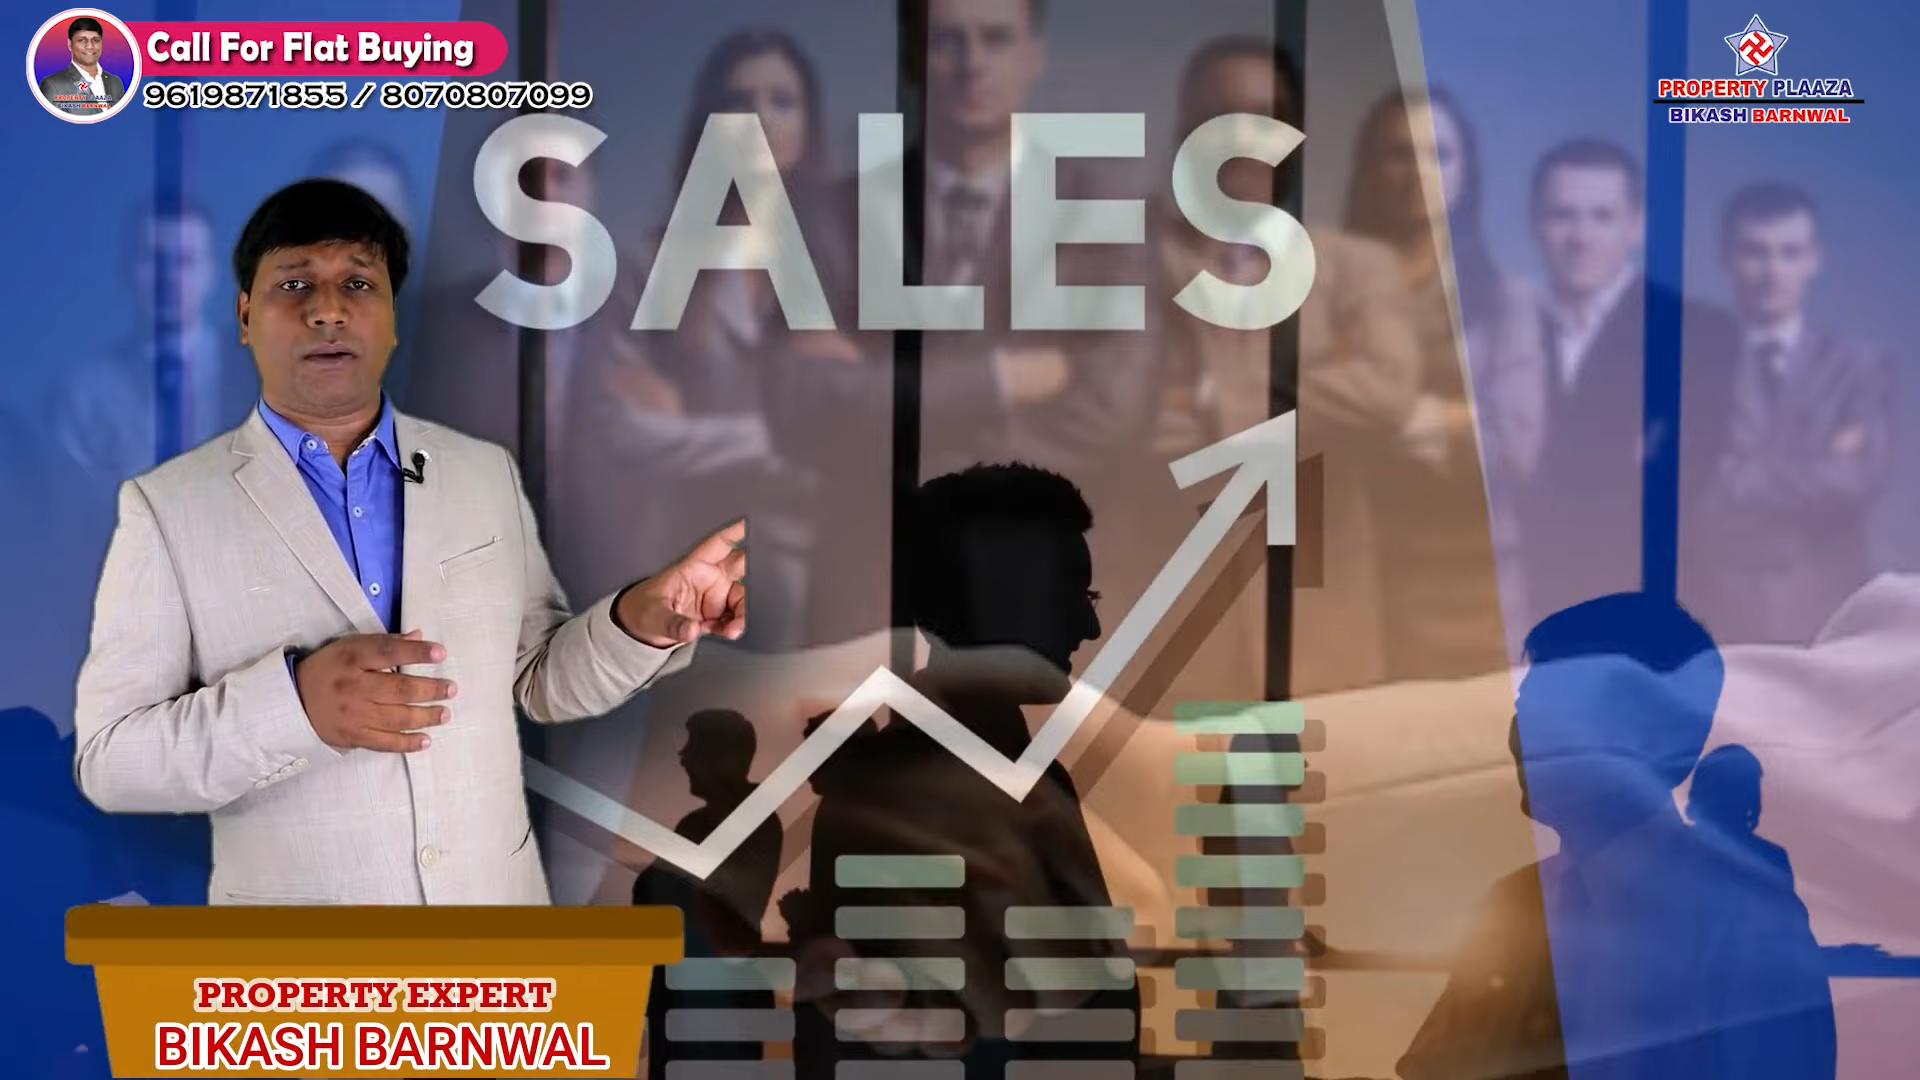 Call For Flat Buying
9619871855 / 8070807099
PROPERTY PLAAZA
BIKASH BARNWAL
SALES
PROPERTY EXPERT
BIKASH BARNWAL